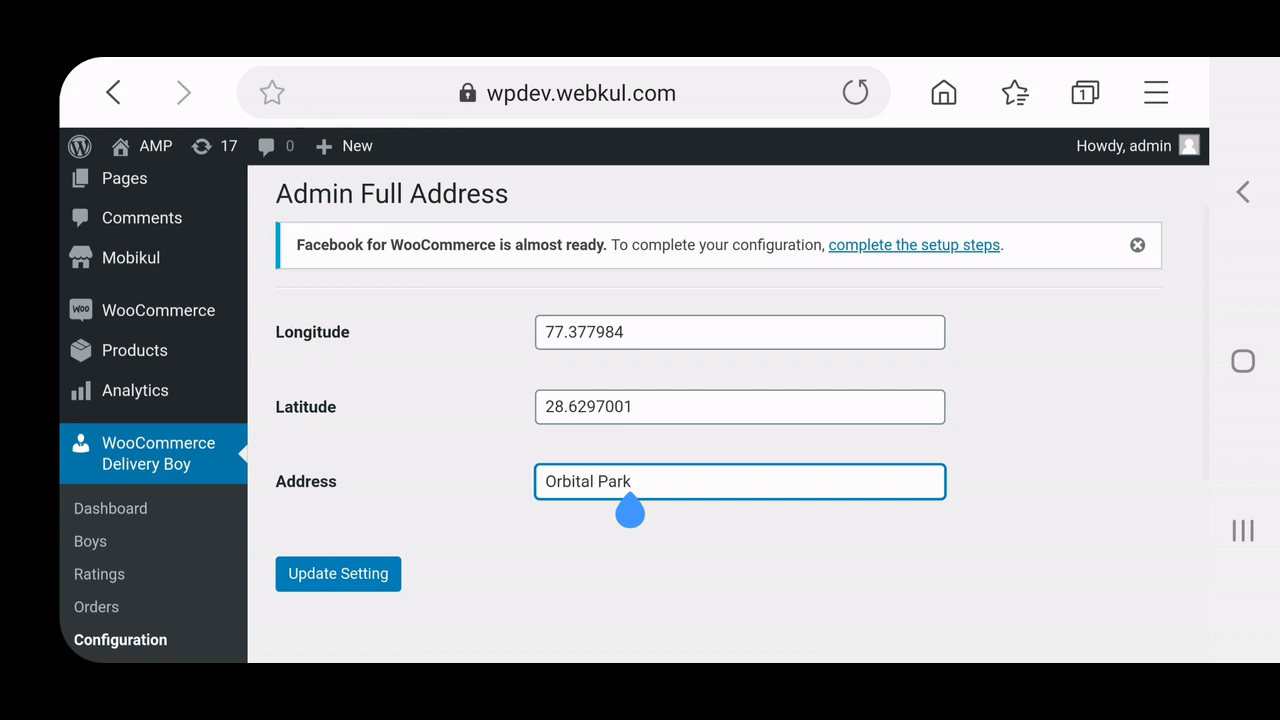 wpdev.webkul.com
1
AMP
17
0
New
Howdy, admin
Pages
Comments
Mobikul
Woo
WooCommerce
Products
Analytics
WooCommerce
Delivery Boy
Dashboard
Boys
Ratings
Orders
Configuration
Admin Full Address
Facebook for WooCommerce is almost ready. To complete your configuration, complete the setup steps.
Longitude
77.377984
Latitude
28.6297001
Address
Orbital Park
Update Setting